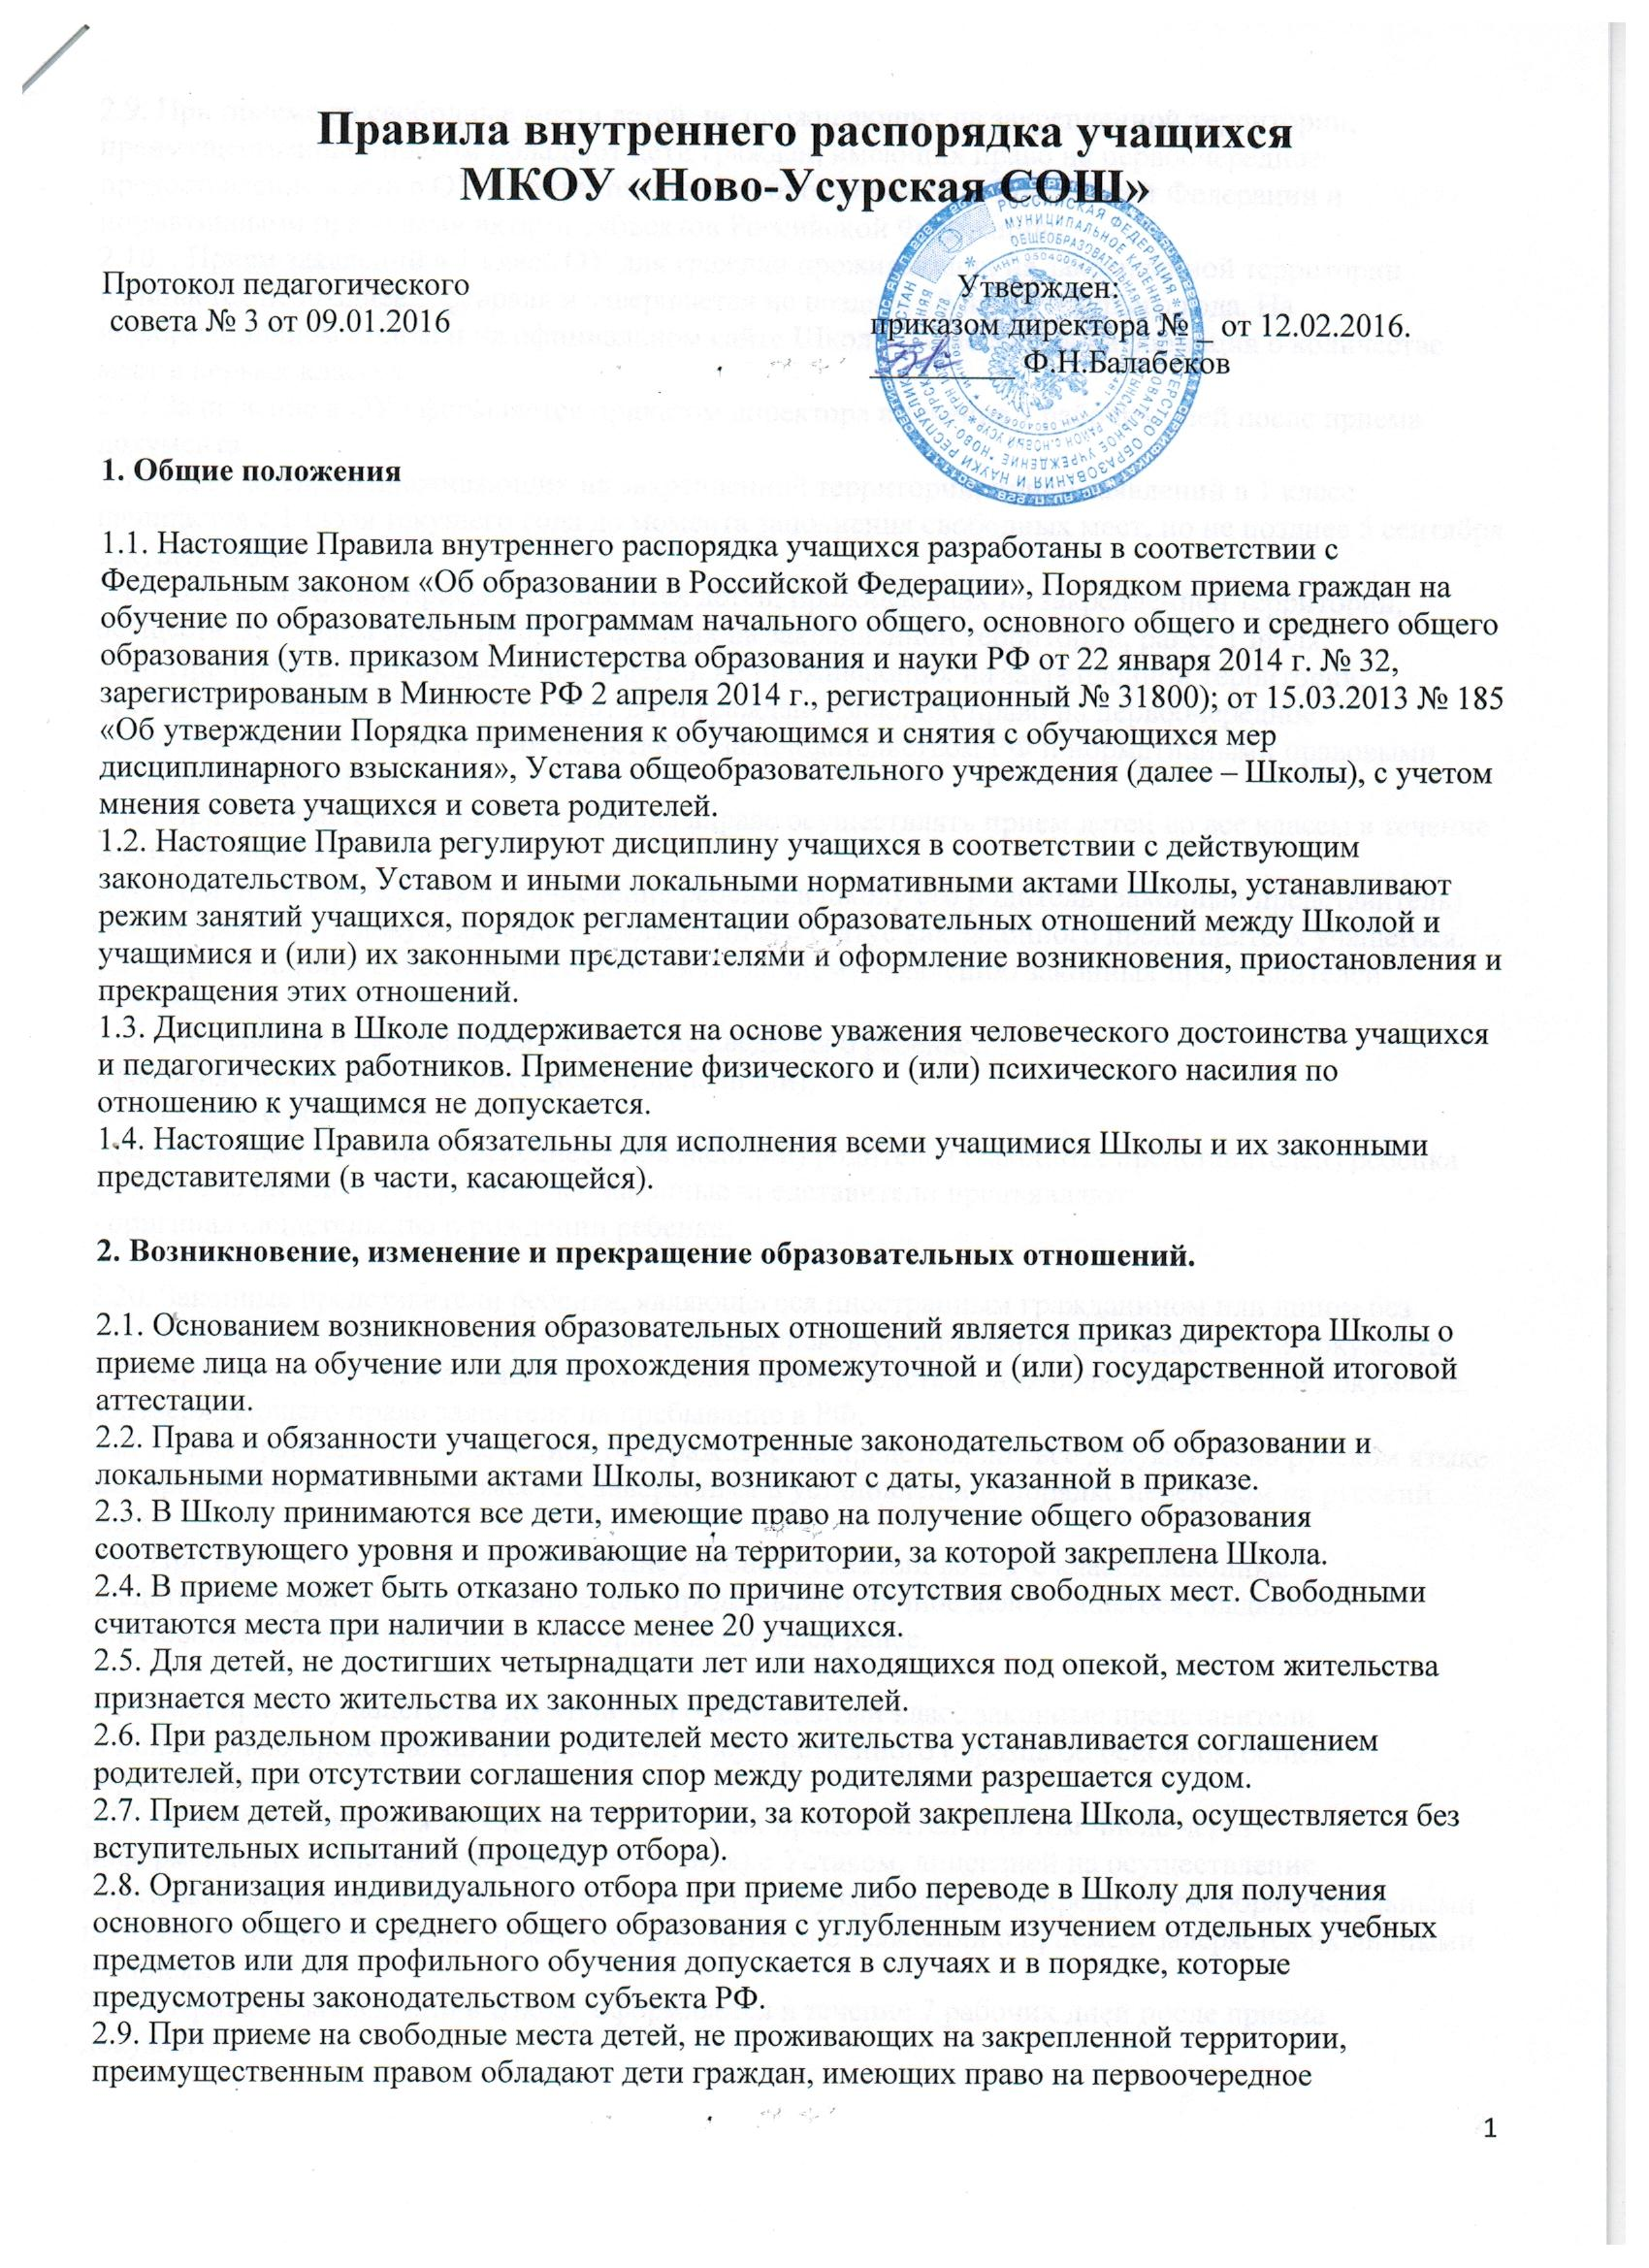 Правила внутреннего распорядка учащихся
МКОУ «Ново-Усурская СОШ»
Протокол педагогического
совета № 3 от 09.01.2016
Утвержден:
приказом директора №__ от 12.02.2016.
_________ Ф.Н.Балабеков
1. Общие положения
1.1. Настоящие Правила внутреннего распорядка учащихся разработаны в соответствии с
Федеральным законом «Об образовании в Российской Федерации», Порядком приема граждан на
обучение по образовательным программам начального общего, основного общего и среднего общего
образования (утв. приказом Министерства образования и науки РФ от 22 января 2014 г. № 32,
зарегистрированым в Минюсте РФ 2 апреля 2014 г., регистрационный № 31800); от 15.03.2013 № 185
«Об утверждении Порядка применения к обучающимся и снятия с обучающихся мер
дисциплинарного взыскания», Устава общеобразовательного учреждения (далее – Школы), с учетом
мнения совета учащихся и совета родителей.
1.2. Настоящие Правила регулируют дисциплину учащихся в соответствии с действующим
законодательством, Уставом и иными локальными нормативными актами Школы, устанавливают
режим занятий учащихся, порядок регламентации образовательных отношений между Школой и
учащимися и (или) их законными представителями и оформление возникновения, приостановления и
прекращения этих отношений.
1.3. Дисциплина в Школе поддерживается на основе уважения человеческого достоинства учащихся
и педагогических работников. Применение физического и (или) психического насилия по
отношению к учащимся не допускается.
1.4. Настоящие Правила обязательны для исполнения всеми учащимися Школы и их законными
представителями (в части, касающейся).
2. Возникновение, изменение и прекращение образовательных отношений.
2.1. Основанием возникновения образовательных отношений является приказ директора Школы о
приеме лица на обучение или для прохождения промежуточной и (или) государственной итоговой
аттестации.
2.2. Права и обязанности учащегося, предусмотренные законодательством об образовании и
локальными нормативными актами Школы, возникают с даты, указанной в приказе.
2.3. В Школу принимаются все дети, имеющие право на получение общего образования
соответствующего уровня и проживающие на территории, за которой закреплена Школа.
2.4. В приеме может быть отказано только по причине отсутствия свободных мест. Свободными
считаются места при наличии в классе менее 20 учащихся.
2.5. Для детей, не достигших четырнадцати лет или находящихся под опекой, местом жительства
признается место жительства их законных представителей.
2.6. При раздельном проживании родителей место жительства устанавливается соглашением
родителей, при отсутствии соглашения спор между родителями разрешается судом.
2.7. Прием детей, проживающих на территории, за которой закреплена Школа, осуществляется без
вступительных испытаний (процедур отбора).
2.8. Организация индивидуального отбора при приеме либо переводе в Школу для получения
основного общего и среднего общего образования с углубленным изучением отдельных учебных
предметов или для профильного обучения допускается в случаях и в порядке, которые
предусмотрены законодательством субъекта РФ.
2.9. При приеме на свободные места детей, не проживающих на закрепленной территории,
преимущественным правом обладают дети граждан, имеющих право на первоочередное
1